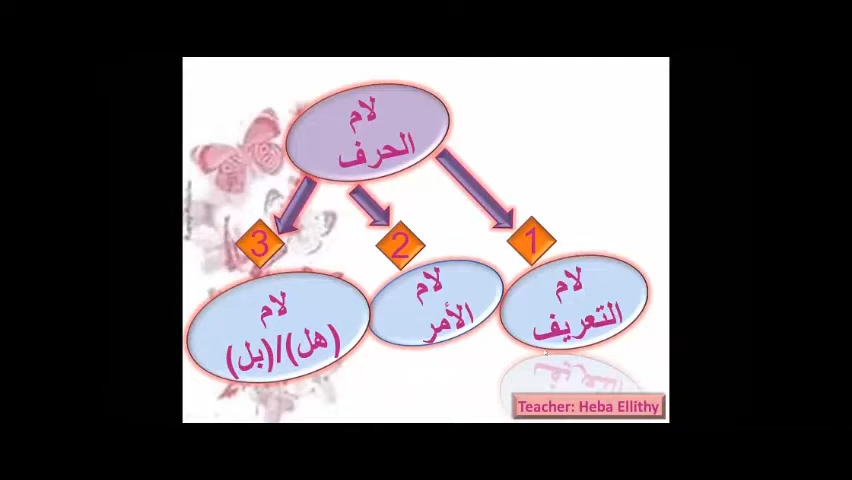 لام
الحرف
1
2
3
لام
التعريف
لام
الأمر
لام
(هل)/(بل)
Teacher: Heba Ellithy